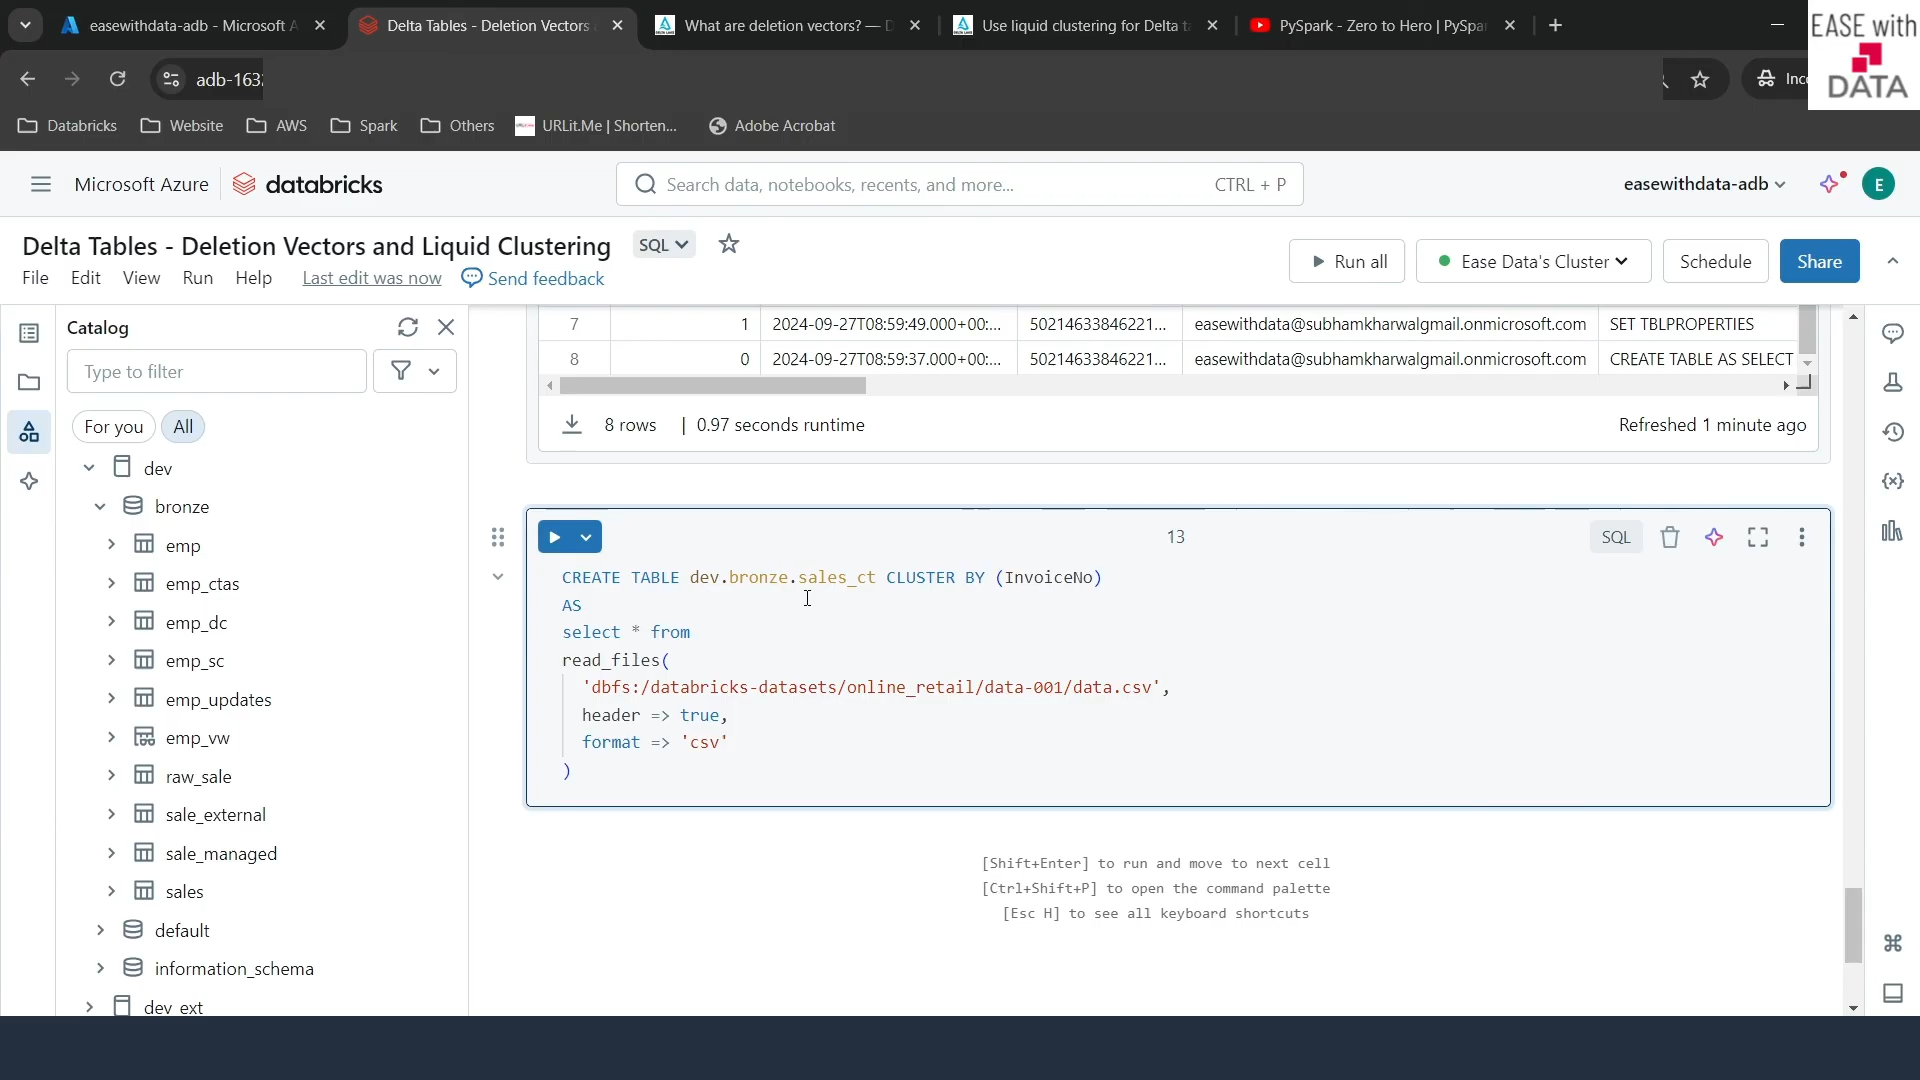 easewithdata-adb - Microsoft A
Delta Tables - Deletion Vectors
What are deletion vectors? — D
Use liquid clustering for Delta ta
PySpark - Zero to Hero | PySpa
EASE with
DATA
adb-163
Inc
Databricks
Website
AWS
Spark
Others
URLit.Me | Shorten...
Adobe Acrobat
Microsoft Azure
databricks
Search data, notebooks, recents, and more...
CTRL + P
easewithdata-adb
E
Delta Tables - Deletion Vectors and Liquid Clustering
SQL
File
Edit
View
Run
Help
Last edit was now
Send feedback
Run all
Ease Data's Cluster
Schedule
Share
Catalog
Type to filter
For you
All
dev
bronze
emp
emp_ctas
emp_dc
emp_sc
emp_updates
emp_vw
raw_sale
sale_external
sale_managed
sales
default
information_schema
dev_ext
7 1 2024-09-27T08:59:49.000+00:... 50214633846221... easewithdata@subhamkharwalgmail.onmicrosoft.com SET TBLPROPERTIES
8 0 2024-09-27T08:59:37.000+00:... 50214633846221... easewithdata@subhamkharwalgmail.onmicrosoft.com CREATE TABLE AS SELECT
8 rows | 0.97 seconds runtime
Refreshed 1 minute ago
13
SQL
CREATE TABLE dev.bronze.sales_ct CLUSTER BY (InvoiceNo)
AS
select * from
read_files(
'dbfs:/databricks-datasets/online_retail/data-001/data.csv',
header => true,
format => 'csv'
)
[Shift+Enter] to run and move to next cell
[Ctrl+Shift+P] to open the command palette
[Esc H] to see all keyboard shortcuts